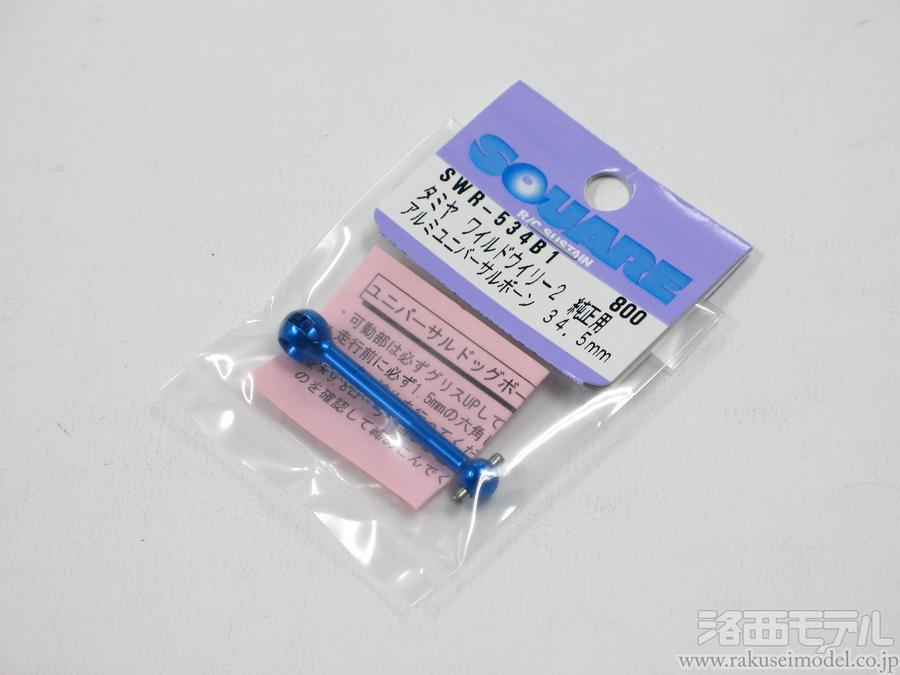 SQUARE
R/C SUSTAIN
SWR-534B1
800
タミヤ ワイルドウイリー2 純正用
アルミユニバーサルボーン 34.5mm
ユニバーサルドッグボ
.可動部は必ずグリスUPして
走行前に必ず1.5mmの六角
てくだ
のを確認して締めこんでく
洛西モデル
www.rakuseimodel.co.jp